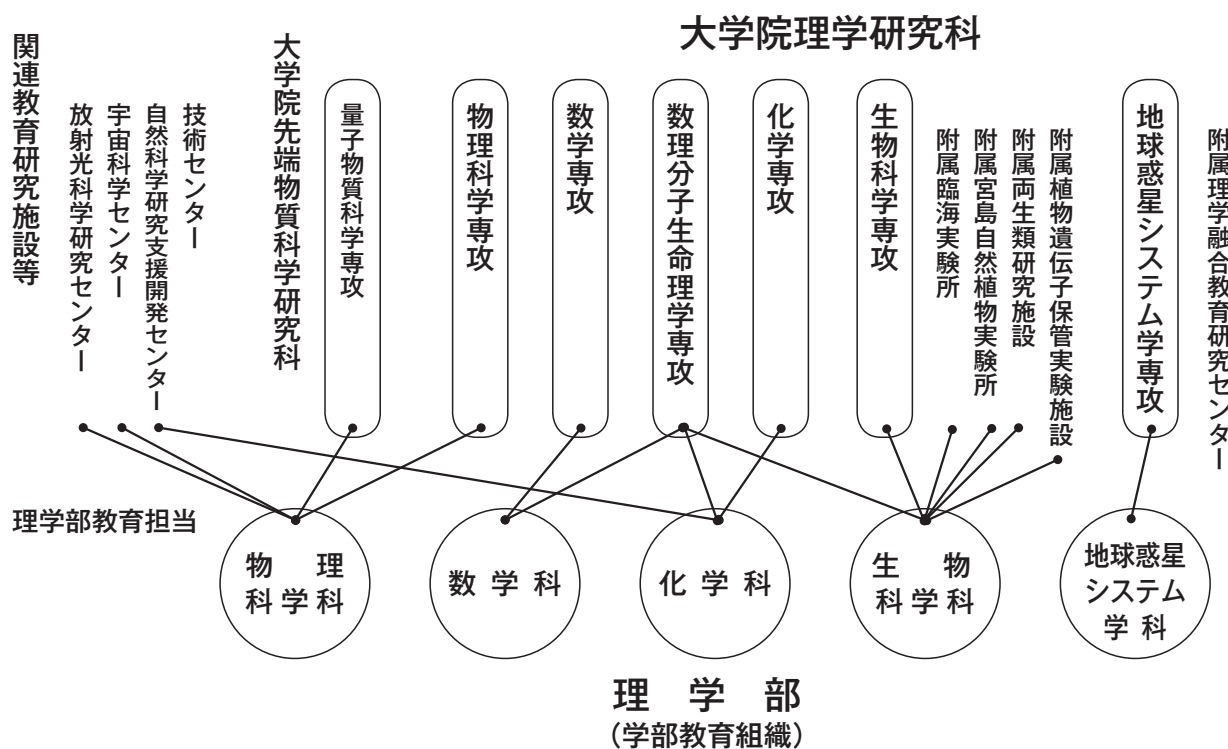 大学院理学研究科
関連教育研究施設等
放射光科学研究センター
宇宙科学センター
自然科学研究支援開発センター
技術センター
大学院先端物質科学研究科
量子物質科学専攻
物理科学専攻
数学専攻
数理分子生命理学専攻
化学専攻
生物科学専攻
附属臨海実験所
附属宮島自然植物実験所
附属両生類研究施設
附属植物遺伝子保管実験施設
地球惑星システム学専攻
附属理学融合教育研究センター
理学部教育担当
物理
科学科
数学科
化学科
生物
科学科
地球惑星
システム
学科
理学部
（学部教育組織）